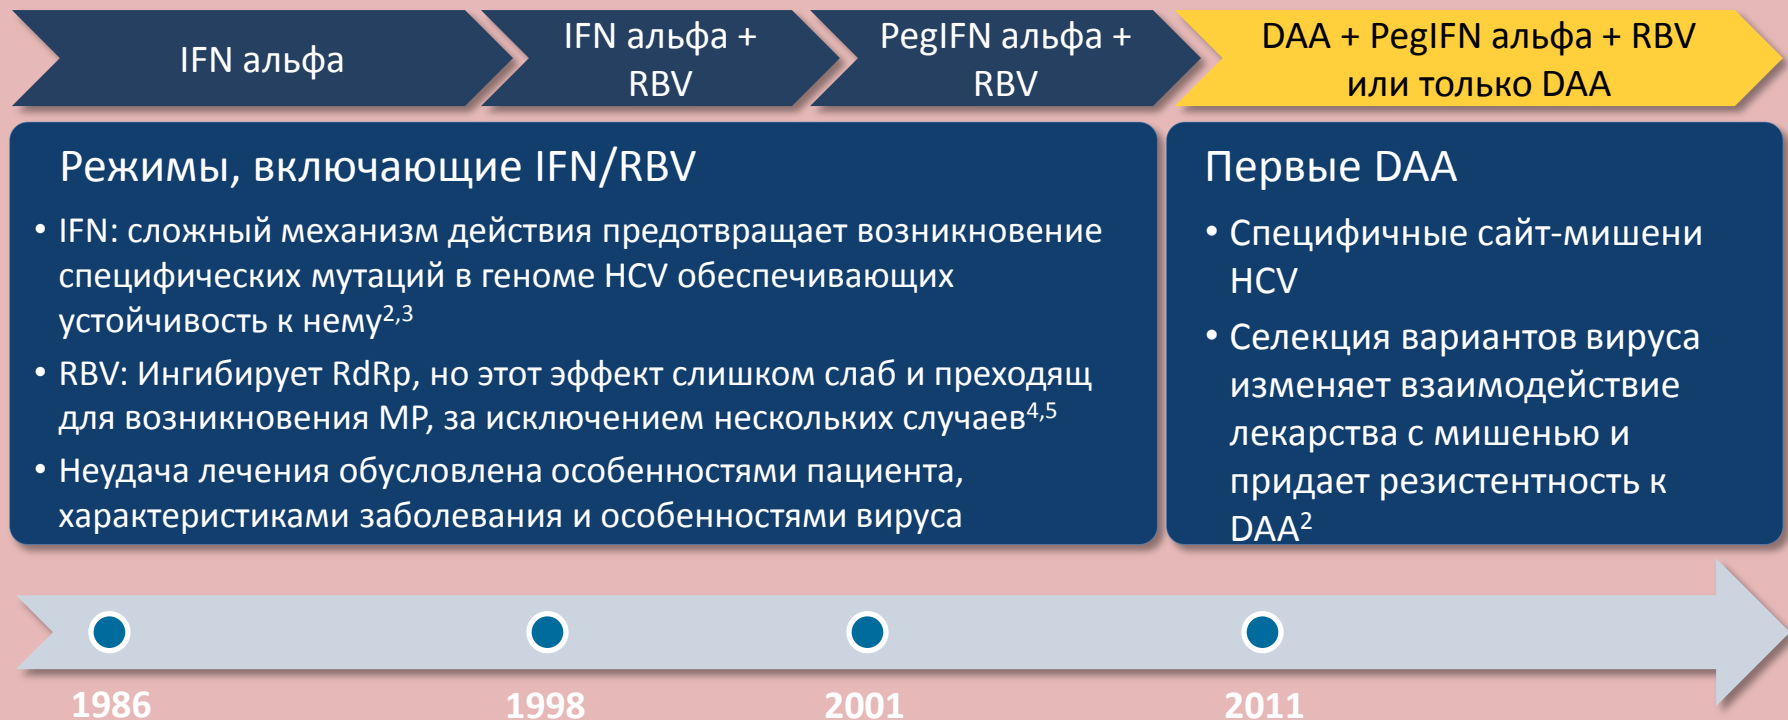 IFN альфа
IFN альфа +
RBV
PegIFN альфа +
RBV
DAA + PegIFN альфа + RBV
или только DAA
Режимы, включающие IFN/RBV
• IFN: сложный механизм действия предотвращает возникновение
специфических мутаций в геноме HCV обеспечивающих
устойчивость к нему2,3
• RBV: Ингибирует RdRp, но этот эффект слишком слаб и преходящ
для возникновения МР, за исключением нескольких случаев4,5
• Неудача лечения обусловлена особенностями пациента,
характеристиками заболевания и особенностями вируса
Первые DAA
• Специфичные сайт-мишени
HCV
• Селекция вариантов вируса
изменяет взаимодействие
лекарства с мишенью и
придает резистентность к
DAA2
1986
1998
2001
2011